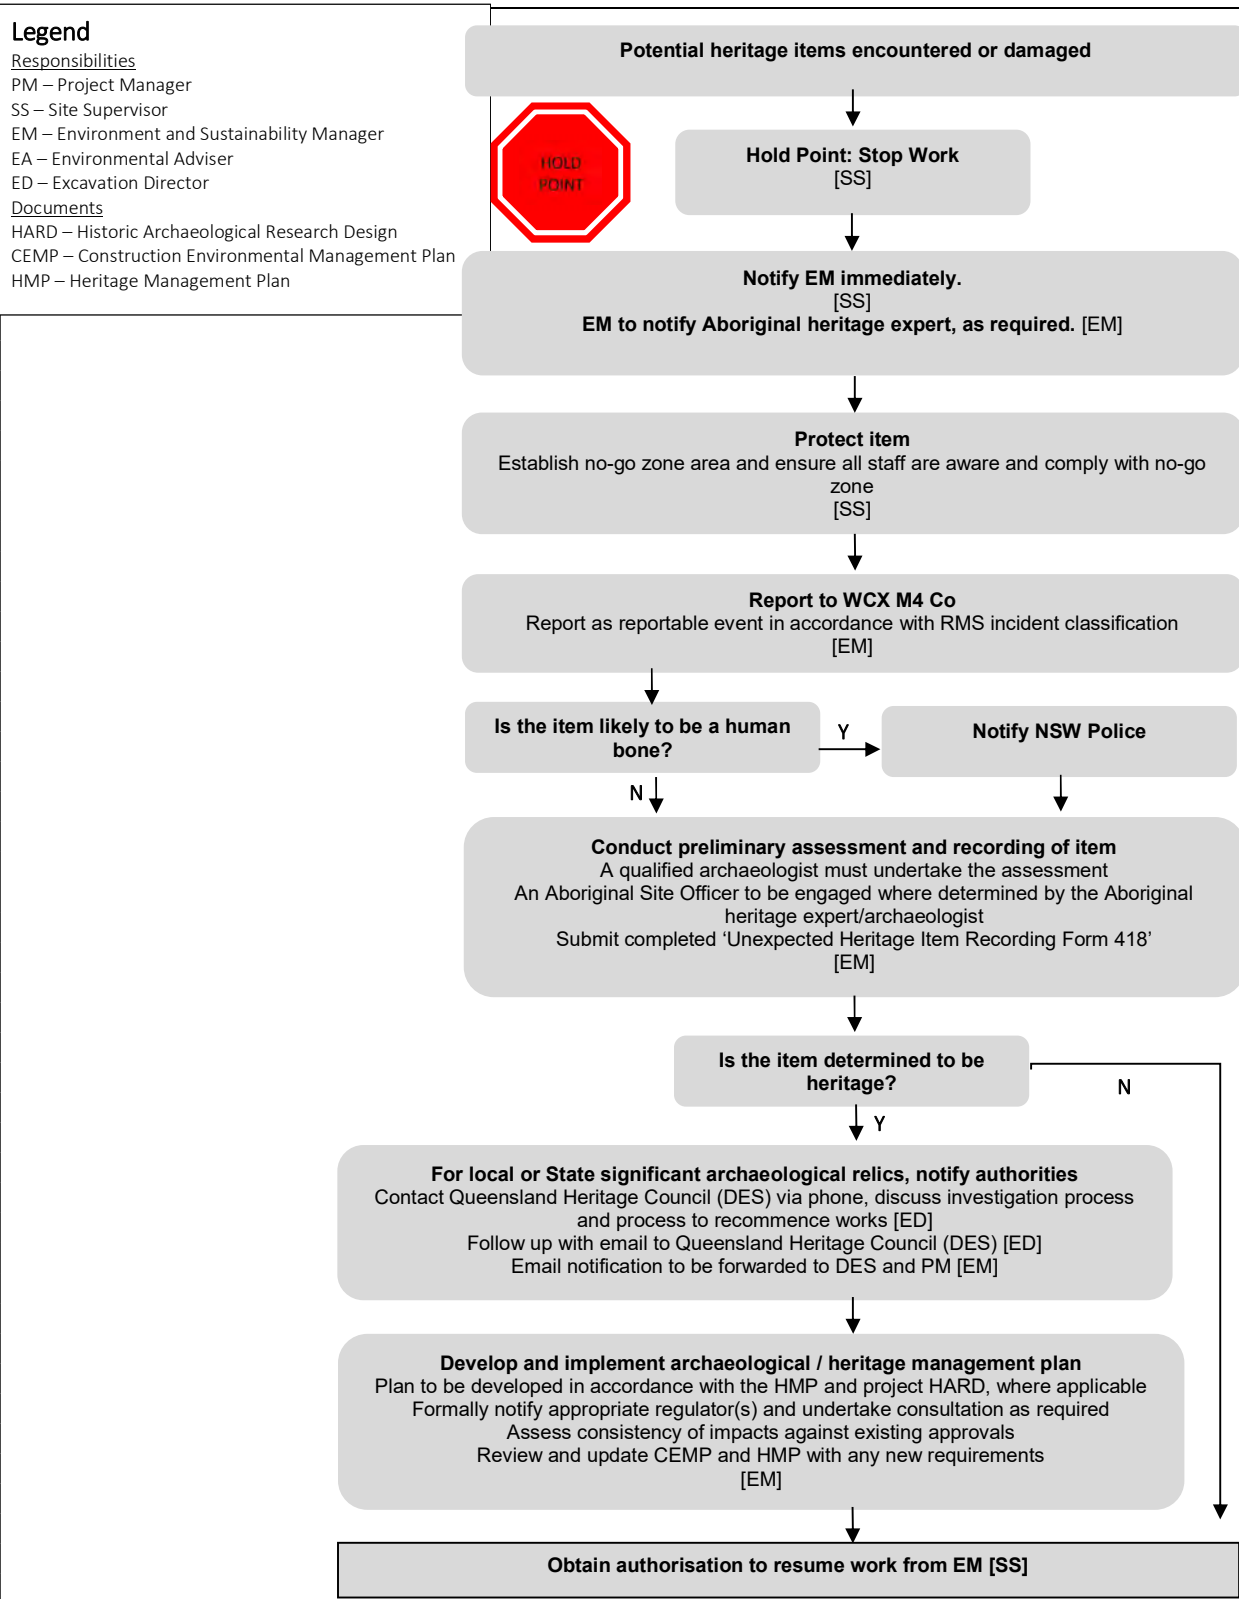 Legend
Responsibilities
PM – Project Manager
SS – Site Supervisor
EM – Environment and Sustainability Manager
EA – Environmental Adviser
ED – Excavation Director
Documents
HARD – Historic Archaeological Research Design
CEMP – Construction Environmental Management Plan
HMP – Heritage Management Plan
Potential heritage items encountered or damaged
HOLD
POINT
Hold Point: Stop Work
[SS]
Notify EM immediately.
[SS]
EM to notify Aboriginal heritage expert, as required. [EM]
Protect item
Establish no-go zone area and ensure all staff are aware and comply with no-go
zone
[SS]
Report to WCX M4 Co
Report as reportable event in accordance with RMS incident classification
[EM]
Is the item likely to be a human
bone?
Y
Notify NSW Police
N
Conduct preliminary assessment and recording of item
A qualified archaeologist must undertake the assessment
An Aboriginal Site Officer to be engaged where determined by the Aboriginal
heritage expert/archaeologist
Submit completed ‘Unexpected Heritage Item Recording Form 418’
[EM]
Is the item determined to be
heritage?
N
Y
For local or State significant archaeological relics, notify authorities
Contact Queensland Heritage Council (DES) via phone, discuss investigation process
and process to recommence works [ED]
Follow up with email to Queensland Heritage Council (DES) [ED]
Email notification to be forwarded to DES and PM [EM]
Develop and implement archaeological / heritage management plan
Plan to be developed in accordance with the HMP and project HARD, where applicable
Formally notify appropriate regulator(s) and undertake consultation as required
Assess consistency of impacts against existing approvals
Review and update CEMP and HMP with any new requirements
[EM]
Obtain authorisation to resume work from EM [SS]